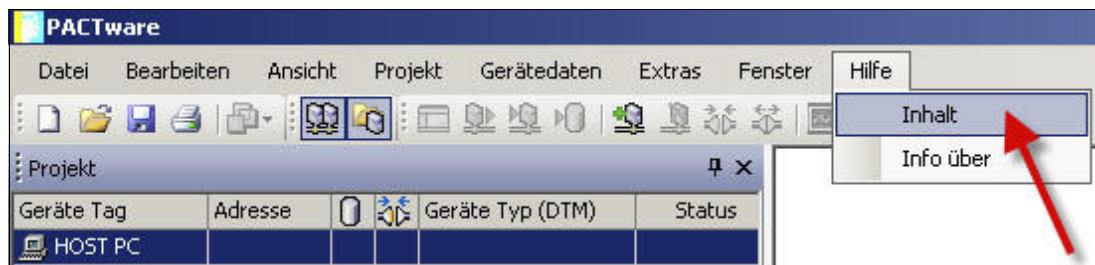 PACTware
Datei Bearbeiten Ansicht Projekt Gerätedaten Extras Fenster Hilfe
Inhalt
Info über
Projekt
Geräte Tag Adresse Geräte Typ (DTM) Status
HOST PC